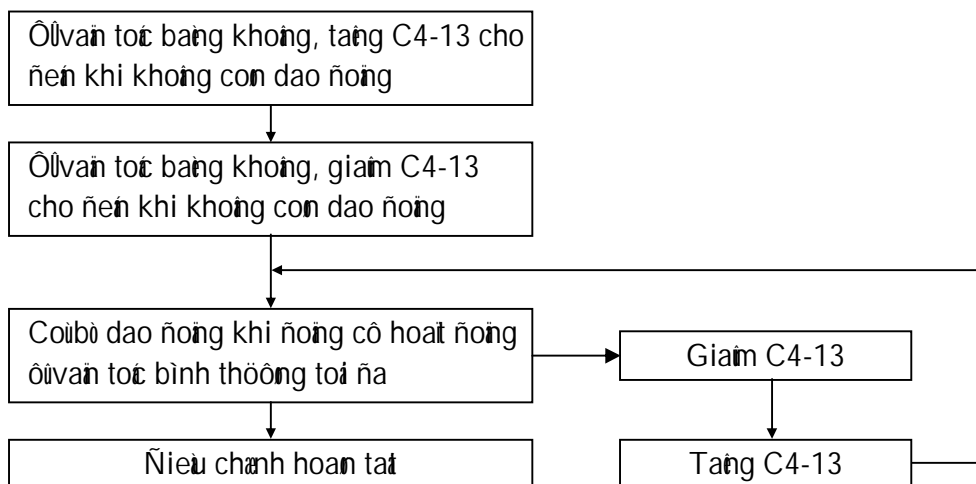 ÔÛ vaän toác baèng khoâng, taêng C4-13 cho
ñeán khi khoâng coøn dao ñoäng
ÔÛ vaän toác baèng khoâng, giaûm C4-13
cho ñeán khi khoâng coøn dao ñoäng
Coù bò dao ñoäng khi ñoäng cô hoaït ñoäng
ôû vaän toác bình thöôøng toái ña
Giaûm C4-13
Ñieàu chænh hoaøn taát
Taêng C4-13